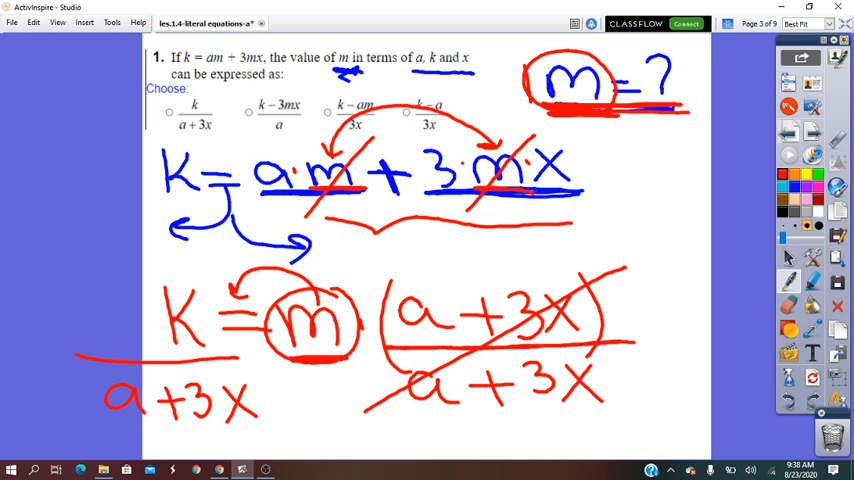 ActivInspire - Studio
File Edit View Insert Tools Help
CLASSFLOW Connect Page 3 of 9 Best Fit
les.1.4-literal equations-a*
1. If k = am + 3mx, the value of m in terms of a, k and x
can be expressed as:
Choose:
k/(a + 3x) (k − 3mx)/a (k − am)/3x (k − a)/3x
m = ?
K = a·m + 3·m·x
K = m (a + 3x)
a + 3x a + 3x
9:38 AM
8/23/2020